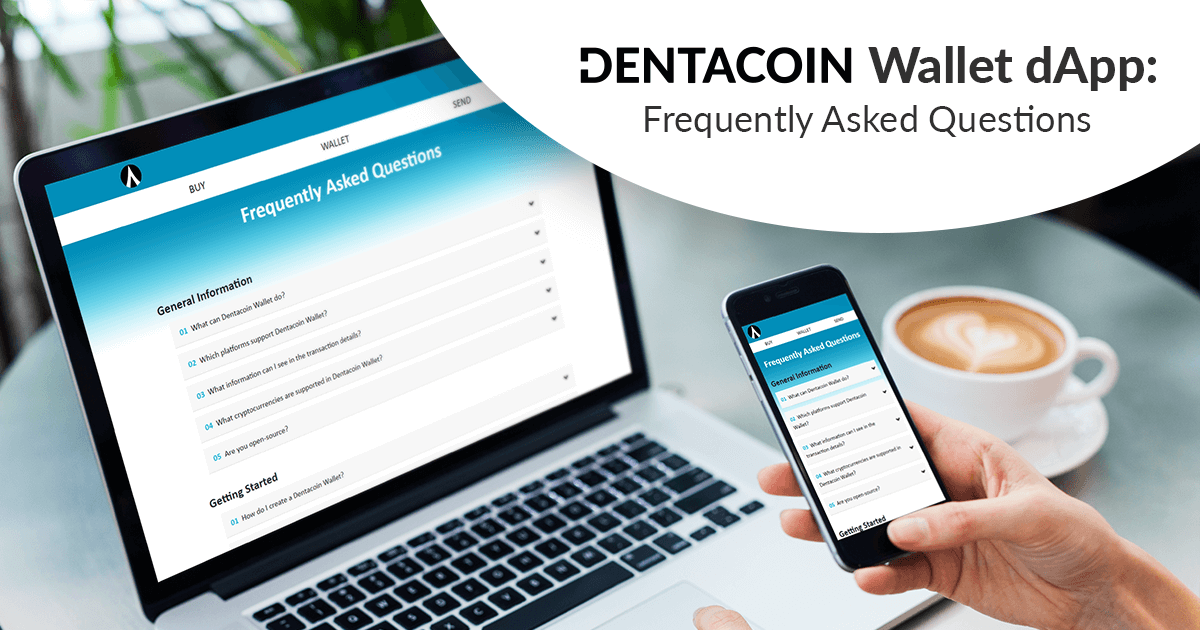 DENTACOIN Wallet dApp:
Frequently Asked Questions
BUY WALLET SEND
Frequently Asked Questions
General Information
01 What can Dentacoin Wallet do?
02 Which platforms support Dentacoin Wallet?
03 What information can I see in the transaction details?
04 What cryptocurrencies are supported in Dentacoin Wallet?
05 Are you open-source?
Getting Started
01 How do I create a Dentacoin Wallet?
BUY WALLET SEND
Frequently Asked Questions
General Information
01 What can Dentacoin Wallet do?
02 Which platforms support Dentacoin
Wallet?
03 What information can I see in the
transaction details?
04 What cryptocurrencies are supported in
Dentacoin Wallet?
05 Are you open-source?
Getting Started